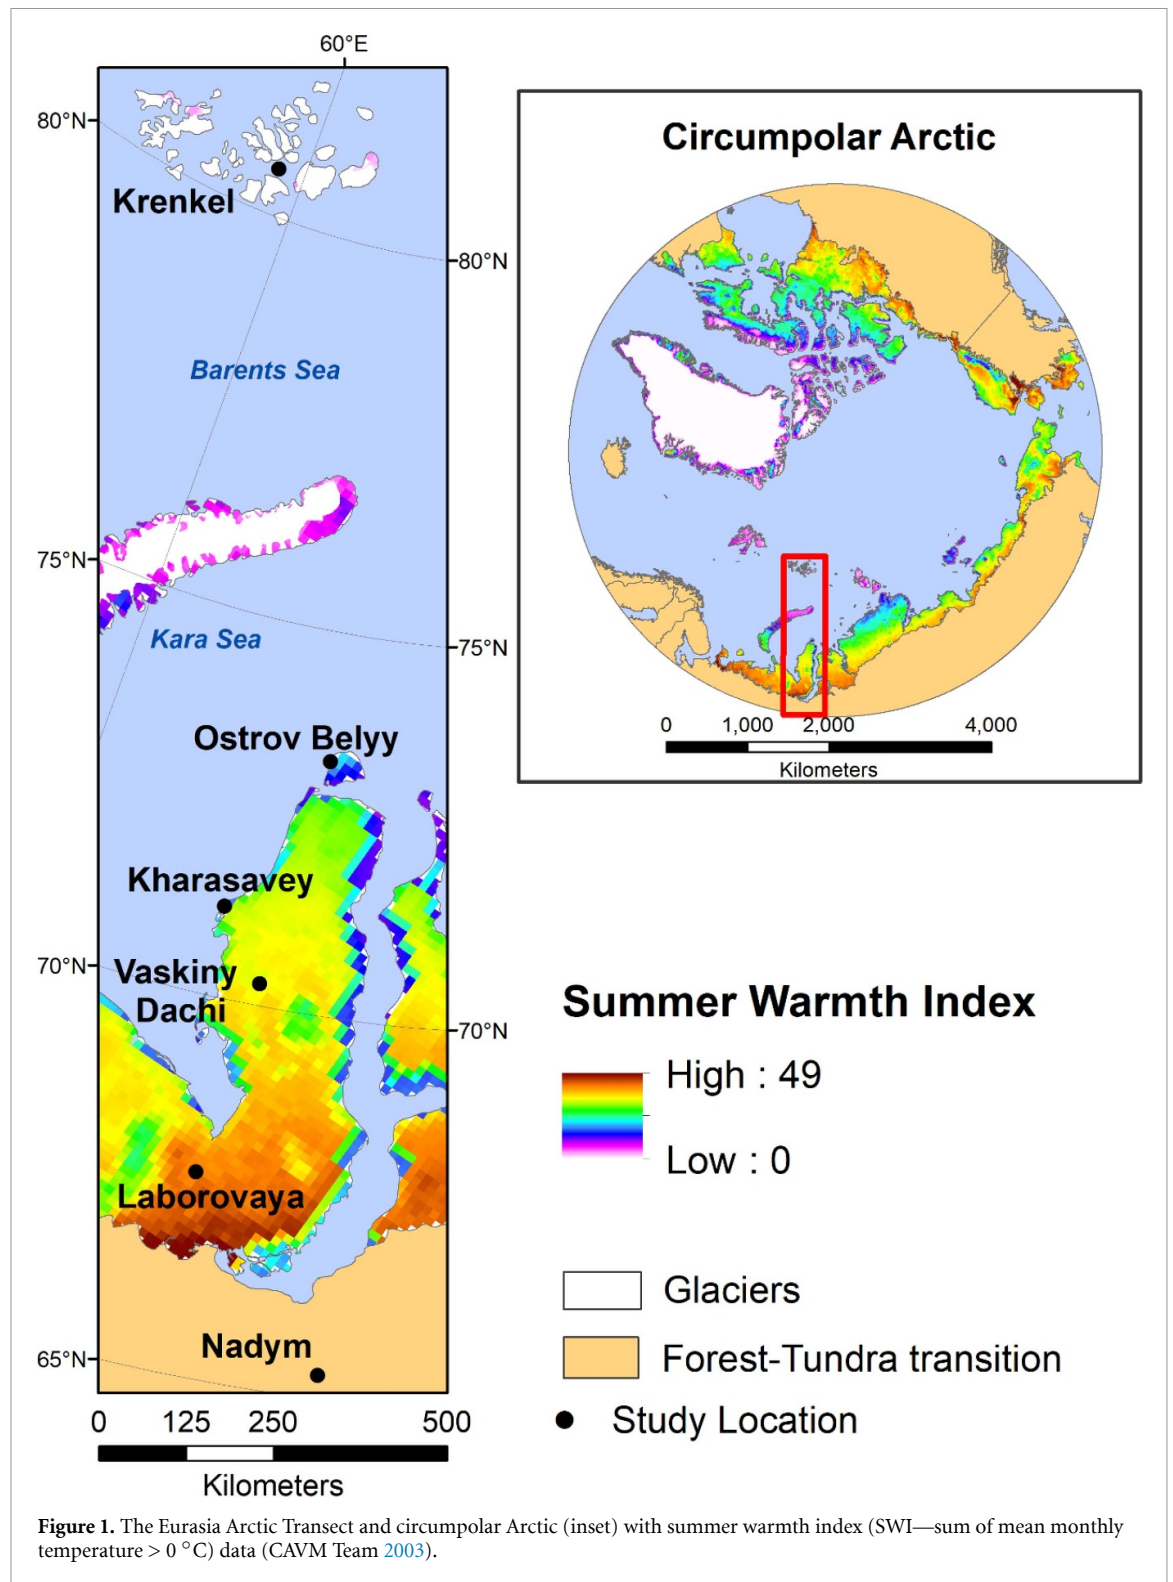 60°E
80°N
Krenkel
80°N
Barents Sea
75°N
Kara Sea
75°N
Ostrov Belyy
Kharasavey
70°N
Vaskiny
Dachi
70°N
Laborovaya
Nadym
65°N
0 125 250 500
Kilometers
Circumpolar Arctic
0 1,000 2,000 4,000
Kilometers
Summer Warmth Index
High : 49
Low : 0
Glaciers
Forest-Tundra transition
Study Location
Figure 1. The Eurasia Arctic Transect and circumpolar Arctic (inset) with summer warmth index (SWI—sum of mean monthly
temperature > 0 °C) data (CAVM Team 2003).